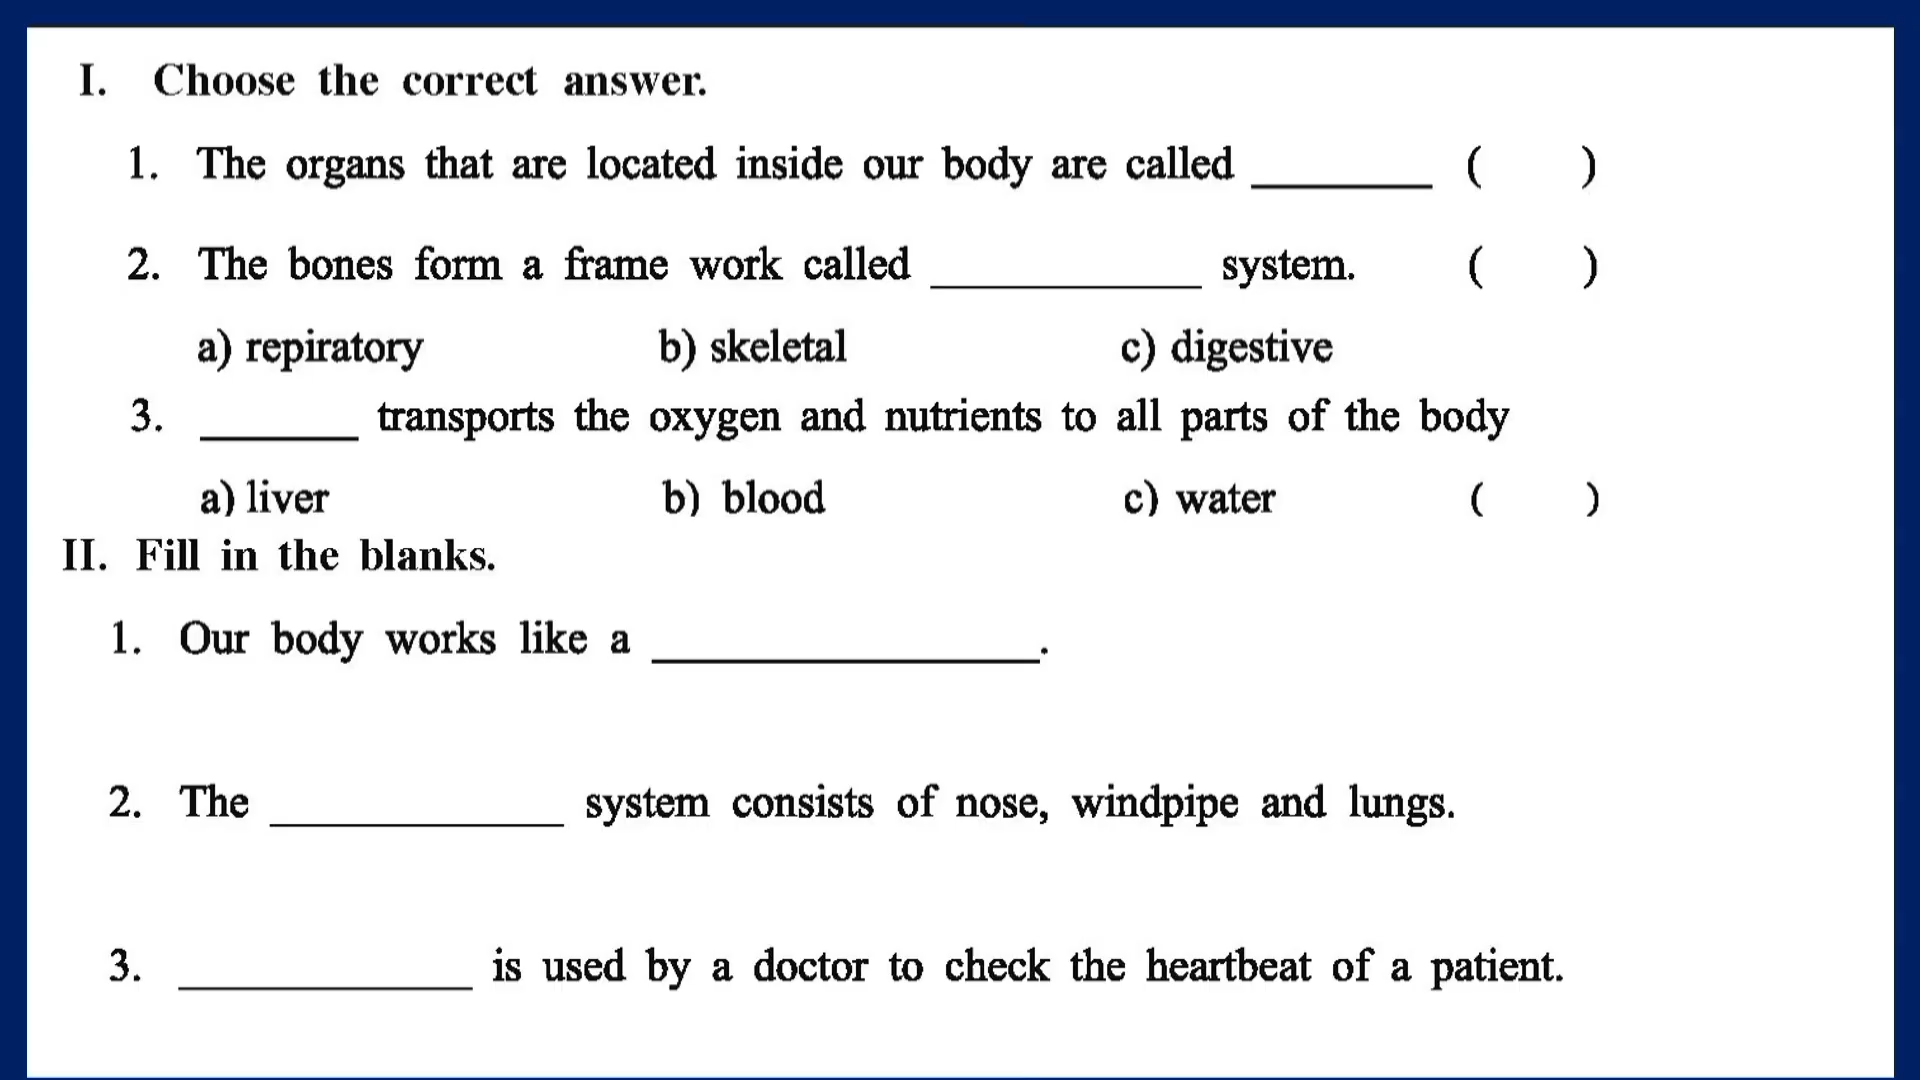 I. Choose the correct answer.
1. The organs that are located inside our body are called ________ ( )
2. The bones form a frame work called ____________ system. ( )
a) repiratory b) skeletal c) digestive
3. _______ transports the oxygen and nutrients to all parts of the body
a) liver b) blood c) water ( )
II. Fill in the blanks.
1. Our body works like a _________________.
2. The _____________ system consists of nose, windpipe and lungs.
3. _____________ is used by a doctor to check the heartbeat of a patient.